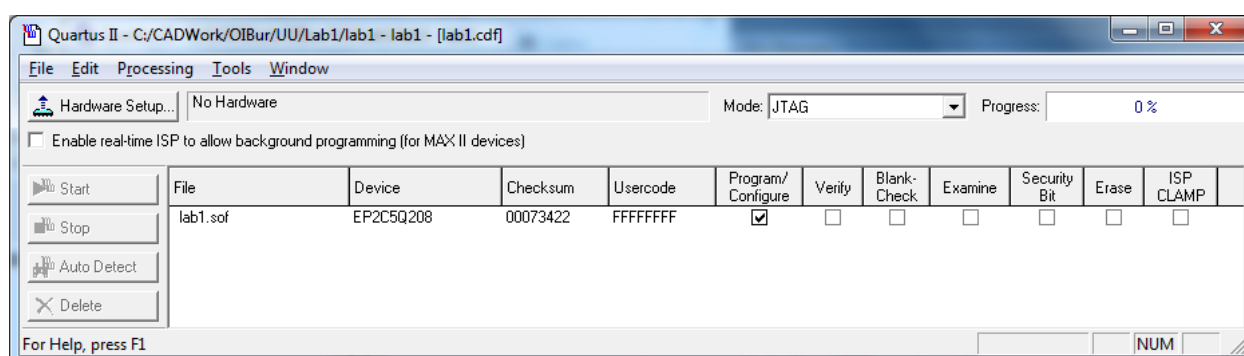 Quartus II - C:/CADWork/OIBur/UU/Lab1/lab1 - lab1 - [lab1.cdf]
File Edit Processing Tools Window
Hardware Setup... No Hardware Mode: JTAG Progress: 0 %
Enable real-time ISP to allow background programming (for MAX II devices)
Start
Stop
Auto Detect
Delete
File Device Checksum Usercode Program/Configure Verify Blank-Check Examine Security Bit Erase ISP CLAMP
lab1.sof EP2C5Q208 00073422 FFFFFFFF
For Help, press F1 NUM